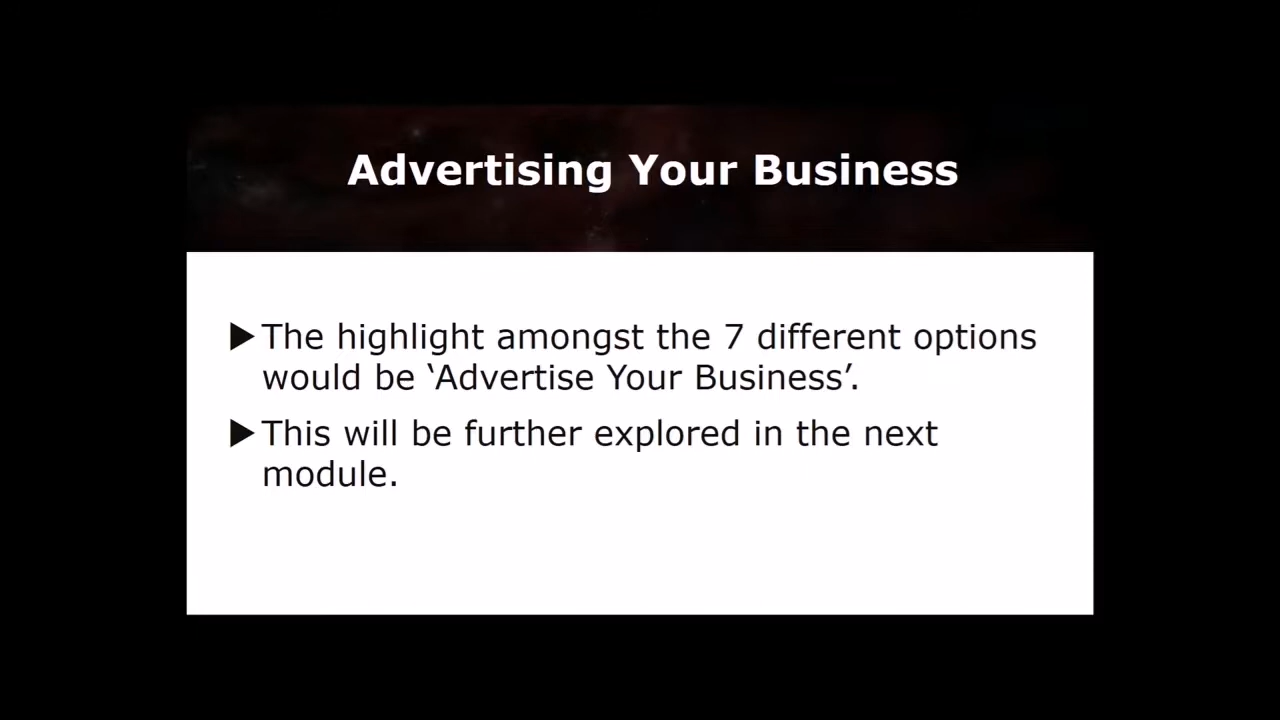 Advertising Your Business
▶The highlight amongst the 7 different options
would be ‘Advertise Your Business’.
▶This will be further explored in the next
module.